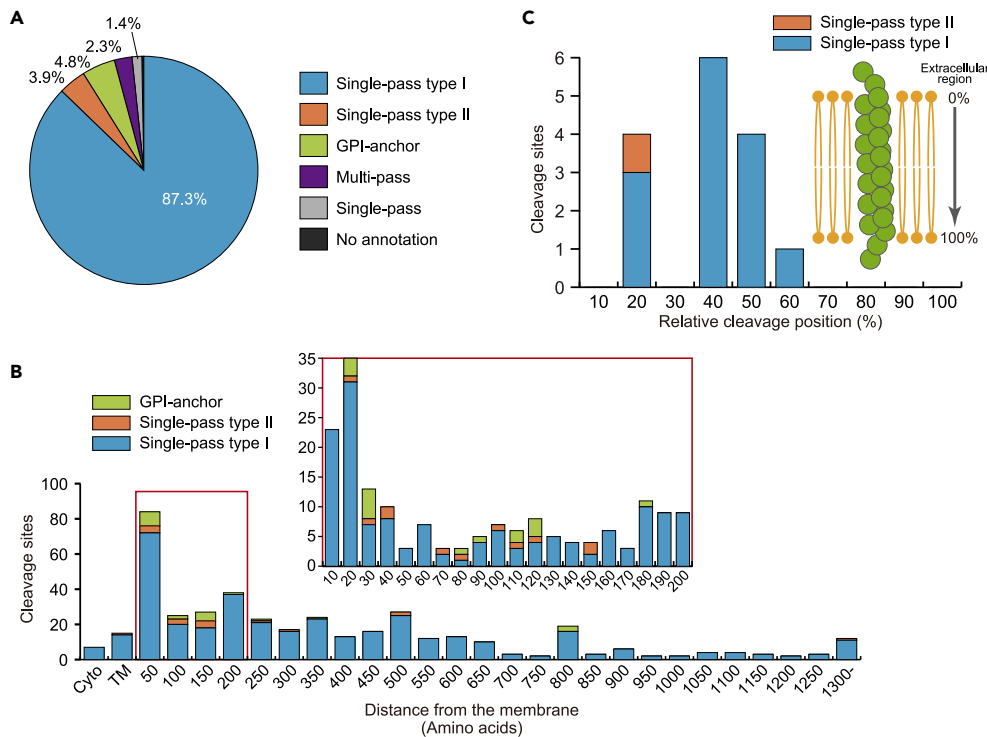 A
1.4%
2.3%
4.8%
3.9%
87.3%
Single-pass type I
Single-pass type II
GPI-anchor
Multi-pass
Single-pass
No annotation
C
Single-pass type II
Single-pass type I
Extracellular
region
0%
100%
Cleavage sites
6
5
4
3
2
1
0
10 20 30 40 50 60 70 80 90 100
Relative cleavage position (%)
B
GPI-anchor
Single-pass type II
Single-pass type I
35
30
25
20
15
10
5
0
10 20 30 40 50 60 70 80 90 100 110 120 130 140 150 160 170 180 190 200
Cleavage sites
100
80
60
40
20
0
Cyto TM 50 100 150 200 250 300 350 400 450 500 550 600 650 700 750 800 850 900 950 1000 1050 1100 1150 1200 1250 1300-
Distance from the membrane
(Amino acids)